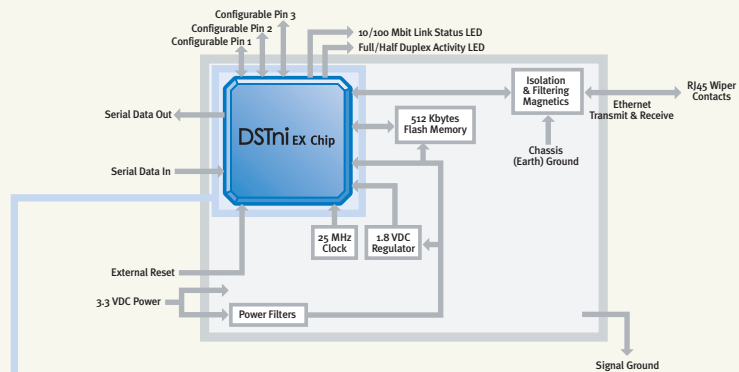 Configurable Pin 3
Configurable Pin 2
Configurable Pin 1
10/100 Mbit Link Status LED
Full/Half Duplex Activity LED
Serial Data Out
Serial Data In
DSTni EX Chip
512 Kbytes
Flash Memory
Isolation
& Filtering
Magnetics
RJ45 Wiper
Contacts
Ethernet
Transmit & Receive
Chassis
(Earth) Ground
25 MHz
Clock
1.8 VDC
Regulator
External Reset
3.3 VDC Power
Power Filters
Signal Ground